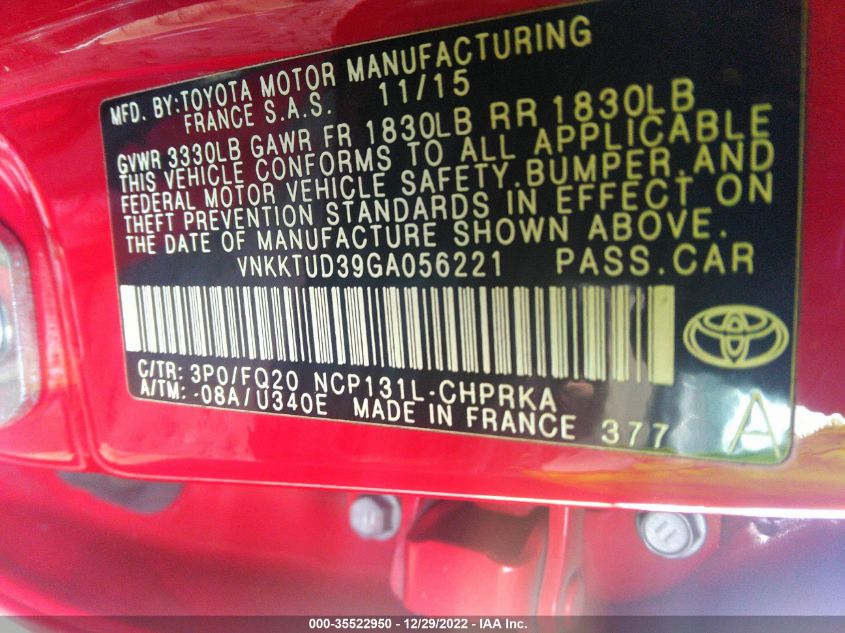 MFD. BY:TOYOTA MOTOR MANUFACTURING
FRANCE S.A.S. 11/15
GVWR 3330LB GAWR FR 1830LB RR 1830LB
THIS VEHICLE CONFORMS TO ALL APPLICABLE
FEDERAL MOTOR VEHICLE SAFETY,BUMPER,AND
THEFT PREVENTION STANDARDS IN EFFECT ON
THE DATE OF MANUFACTURE SHOWN ABOVE.
VNKKTUD39GA056221 PASS.CAR
C/TR: 3P0/FQ20 NCP131L-CHPRKA
A/TM: -08A/U340E MADE IN FRANCE 377 A
000-35522950 - 12/29/2022 - IAA Inc.